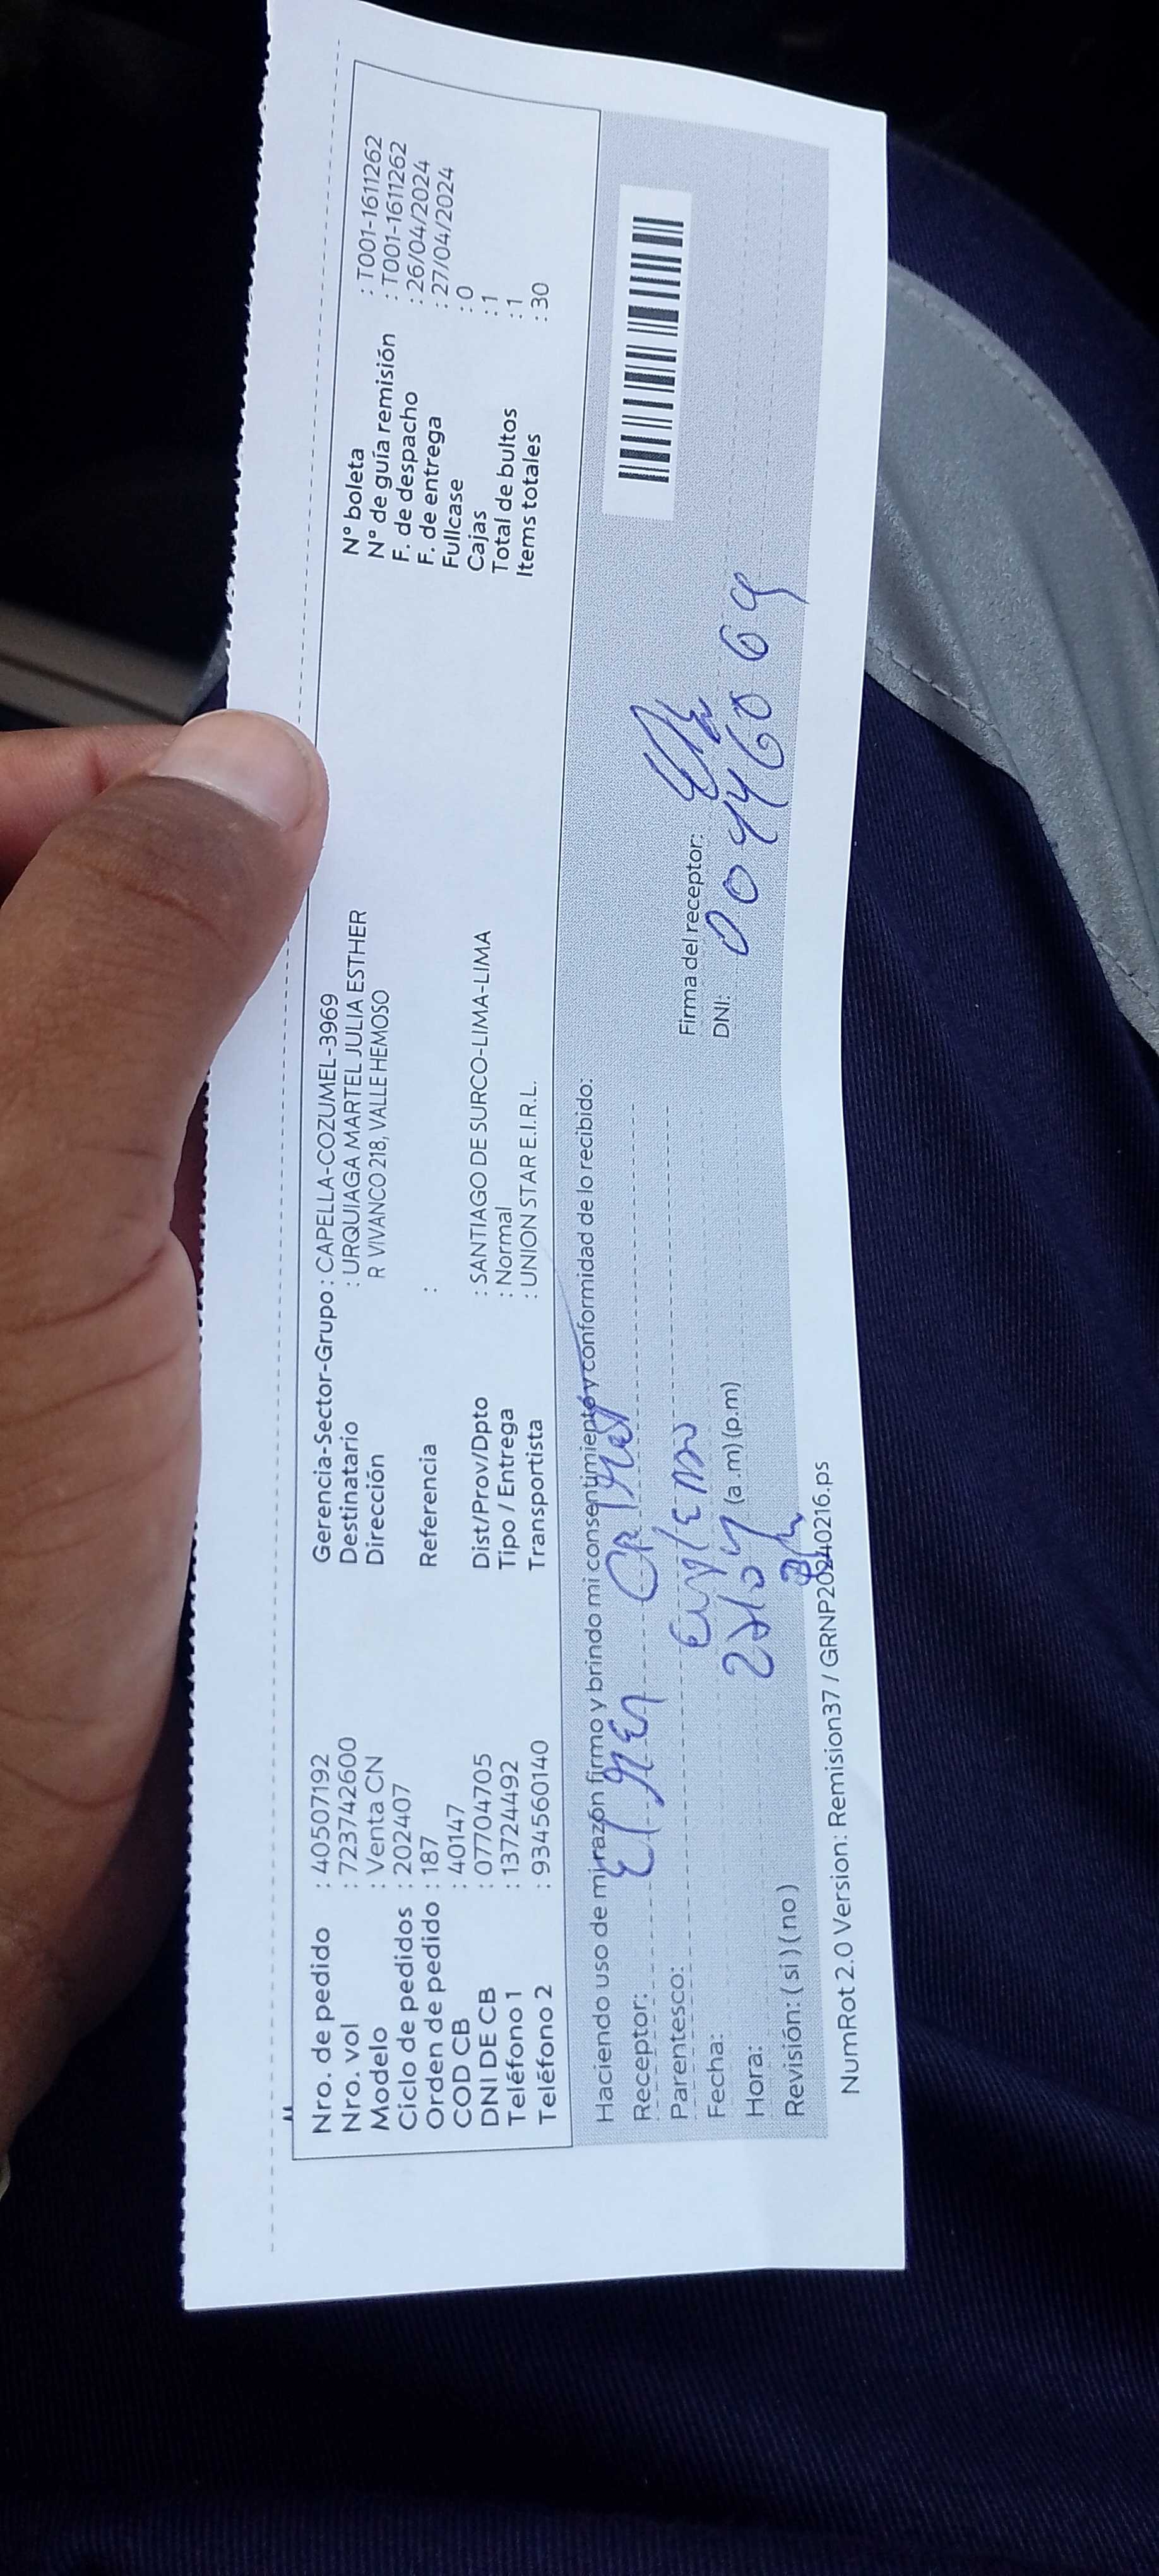 Nro. de pedido : 40507192
Nro. vol : 723742600
Modelo : Venta CN
Ciclo de pedidos : 202407
Orden de pedido : 187
COD CB : 40147
DNI DE CB : 07704705
Teléfono 1 : 13724492
Teléfono 2 : 934560140
Gerencia-Sector-Grupo : CAPELLA-COZUMEL-3969
Destinatario : URQUIAGA MARTEL JULIA ESTHER
Dirección R VIVANCO 218, VALLE HEMOSO
Referencia :
Dist/Prov/Dpto : SANTIAGO DE SURCO-LIMA-LIMA
Tipo / Entrega : Normal
Transportista : UNION STAR E.I.R.L.
N° boleta : T001-1611262
N° de guía remisión : T001-1611262
F. de despacho : 26/04/2024
F. de entrega : 27/04/2024
Fullcase : 0
Cajas : 1
Total de bultos : 1
Items totales : 30
Haciendo uso de mi razón firmo y brindo mi consentimiento y conformidad de lo recibido:
Receptor:
Parentesco:
Fecha:
Hora: (a.m) (p.m)
Revisión: ( si ) ( no )
Firma del receptor:
DNI:
NumRot 2.0 Version: Remision37 / GRNP20240216.ps